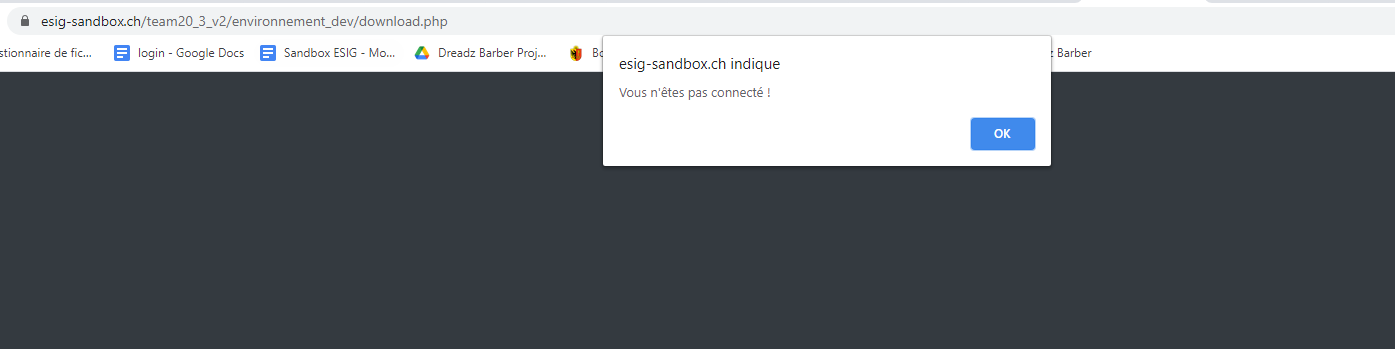 esig-sandbox.ch/team20_3_v2/environnement_dev/download.php
stionnaire de fic... login - Google Docs Sandbox ESIG - Mo... Dreadz Barber Proj... Bo z Barber
esig-sandbox.ch indique
Vous n'êtes pas connecté !
OK